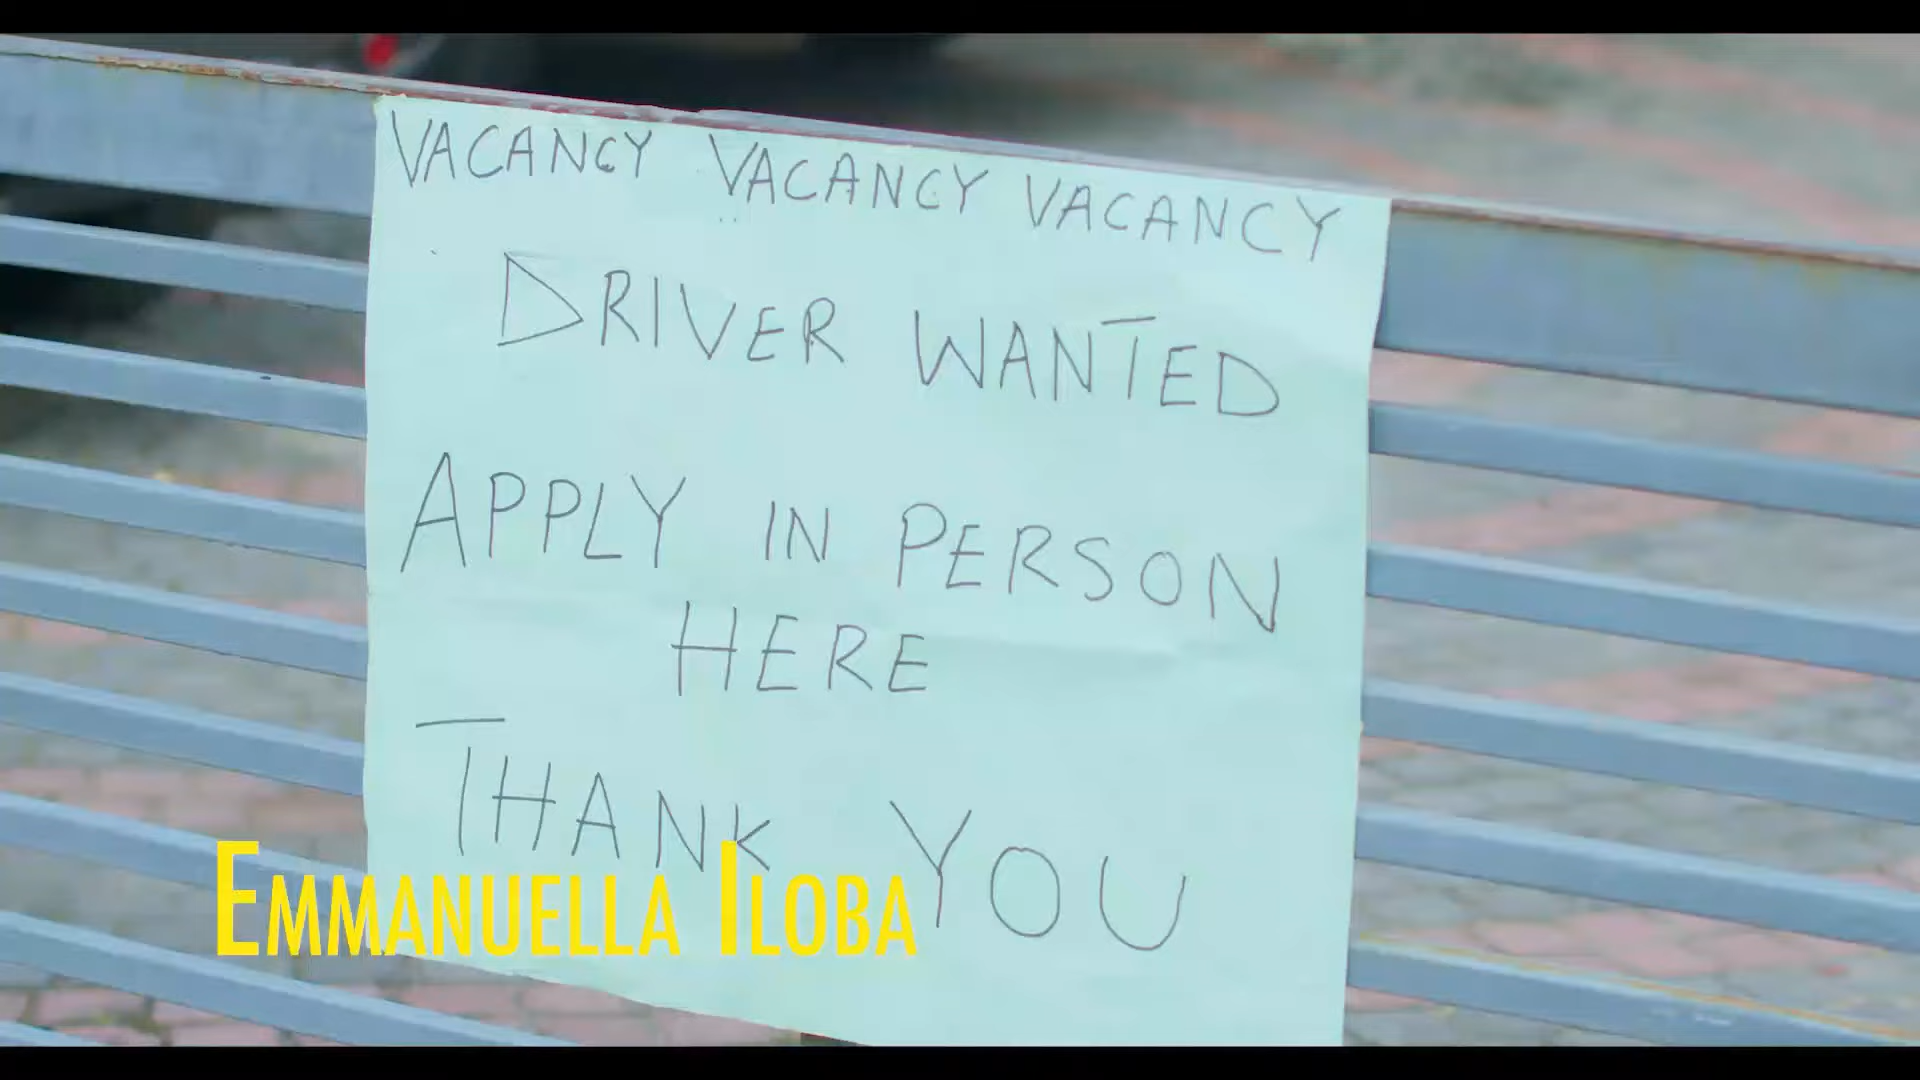 VACANCY VACANCY VACANCY
DRIVER WANTED
APPLY IN PERSON
HERE
THANK YOU
EMMANUELLA ILOBA